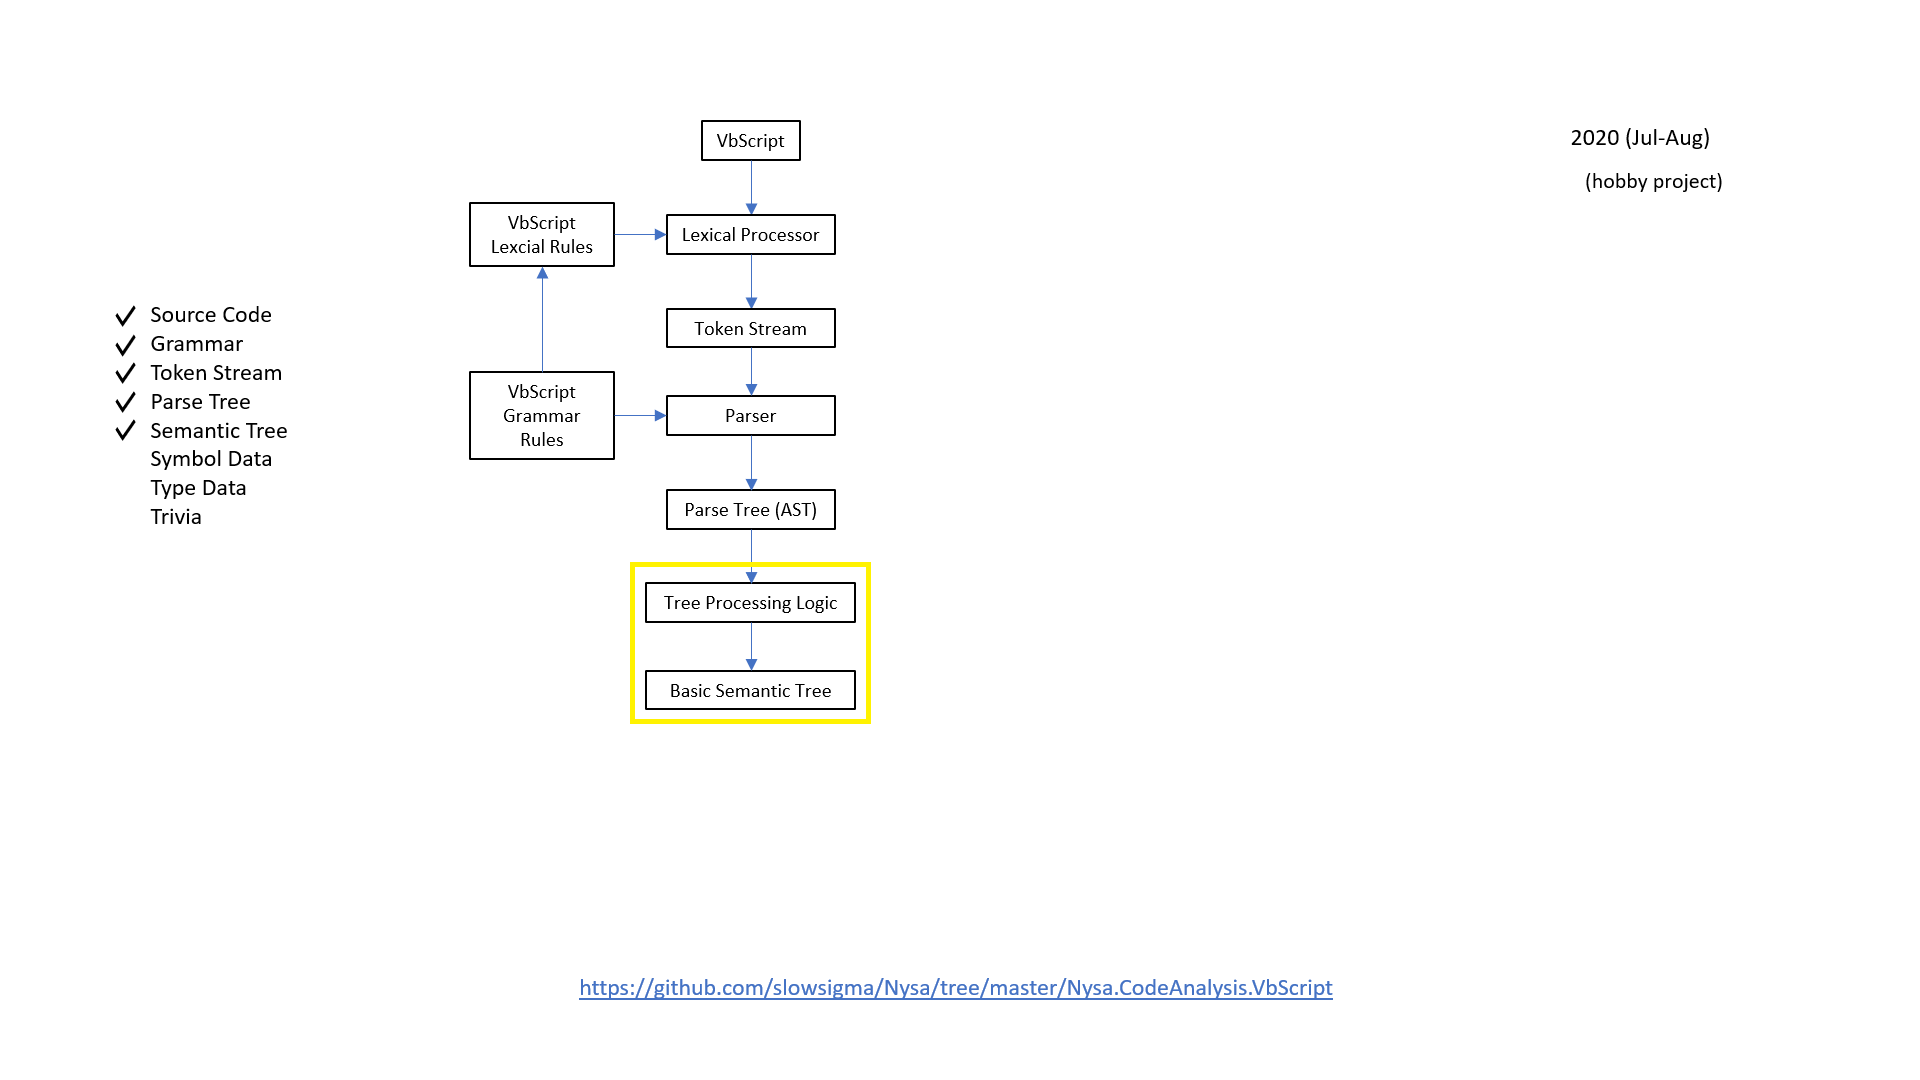 VbScript
2020 (Jul-Aug)
(hobby project)
VbScript
Lexcial Rules
Lexical Processor
Source Code
Grammar
Token Stream
Parse Tree
Semantic Tree
Symbol Data
Type Data
Trivia
Token Stream
VbScript
Grammar
Rules
Parser
Parse Tree (AST)
Tree Processing Logic
Basic Semantic Tree
https://github.com/slowsigma/Nysa/tree/master/Nysa.CodeAnalysis.VbScript